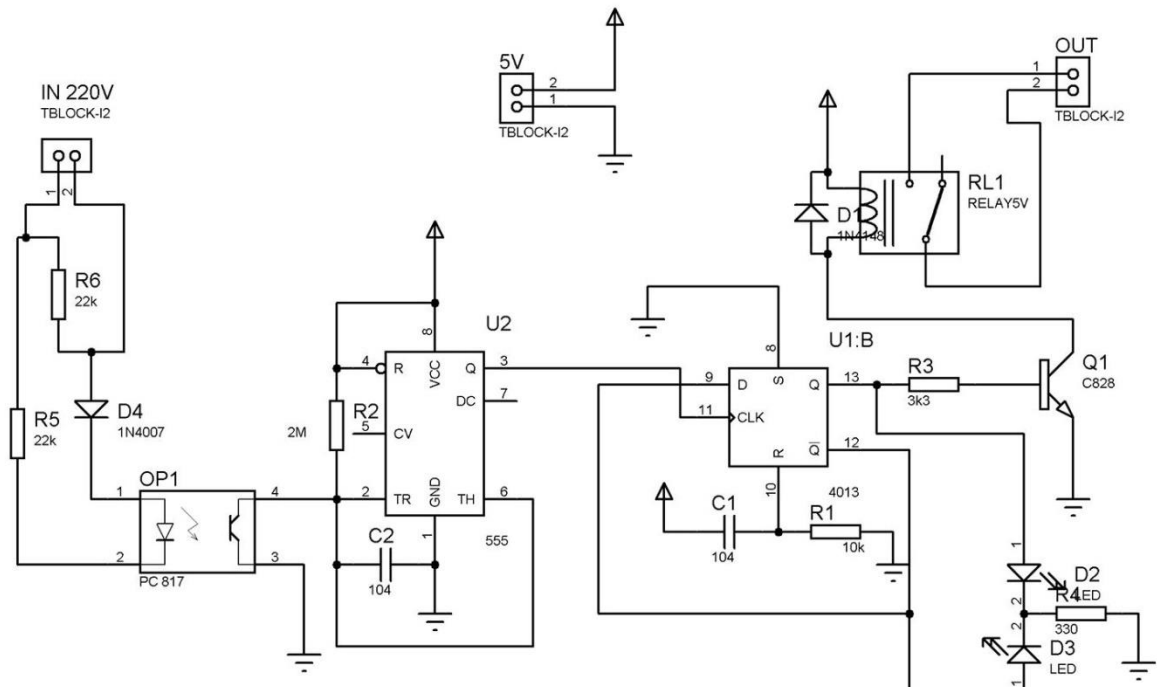 IN 220V
TBLOCK-I2
1
2
5V
2
1
TBLOCK-I2
OUT
1
2
TBLOCK-I2
D1
1N4148
RL1
RELAY5V
R6
22k
R5
22k
D4
1N4007
OP1
1
2
4
3
PC 817
R2
2M
U2
8
VCC
4
R
Q
3
DC
7
5
CV
2
TR
GND
TH
6
1
555
C2
104
U1:B
8
S
9
D
Q
13
11
CLK
R
Q
12
10
4013
C1
104
R1
10k
R3
3k3
Q1
C828
1
D2
LED
2
R4
330
2
D3
LED
1